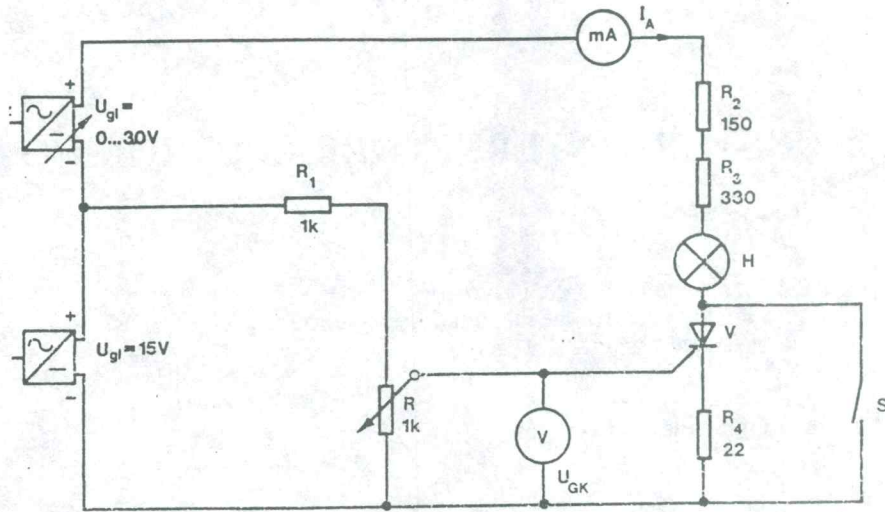 mA
I_A
+
U_gl =
0...30V
−
R_2
150
R_1
1k
R_3
330
H
+
U_gl = 15V
−
V
R
1k
V
U_GK
R_4
22
S